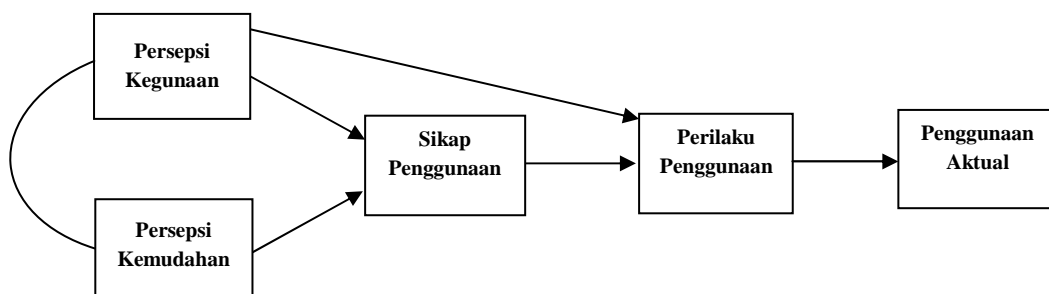 Persepsi
Kegunaan
Sikap
Penggunaan
Perilaku
Penggunaan
Penggunaan
Aktual
Persepsi
Kemudahan